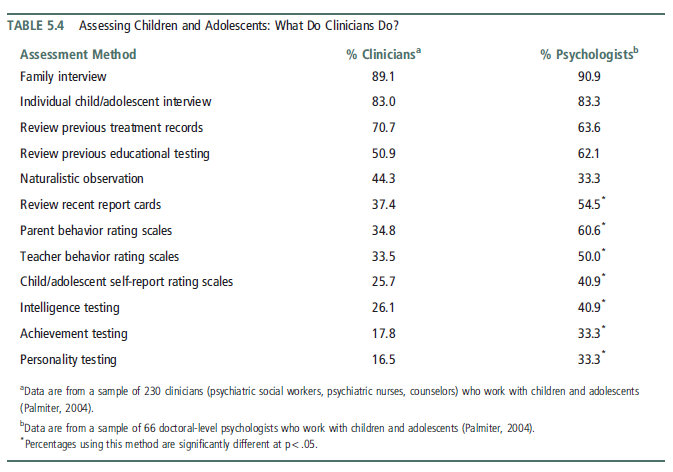 TABLE 5.4 Assessing Children and Adolescents: What Do Clinicians Do?
Assessment Method % Cliniciansa % Psychologistsb
Family interview 89.1 90.9
Individual child/adolescent interview 83.0 83.3
Review previous treatment records 70.7 63.6
Review previous educational testing 50.9 62.1
Naturalistic observation 44.3 33.3
Review recent report cards 37.4 54.5*
Parent behavior rating scales 34.8 60.6*
Teacher behavior rating scales 33.5 50.0*
Child/adolescent self-report rating scales 25.7 40.9*
Intelligence testing 26.1 40.9*
Achievement testing 17.8 33.3*
Personality testing 16.5 33.3*
aData are from a sample of 230 clinicians (psychiatric social workers, psychiatric nurses, counselors) who work with children and adolescents
(Palmiter, 2004).
bData are from a sample of 66 doctoral-level psychologists who work with children and adolescents (Palmiter, 2004).
*Percentages using this method are significantly different at p<.05.